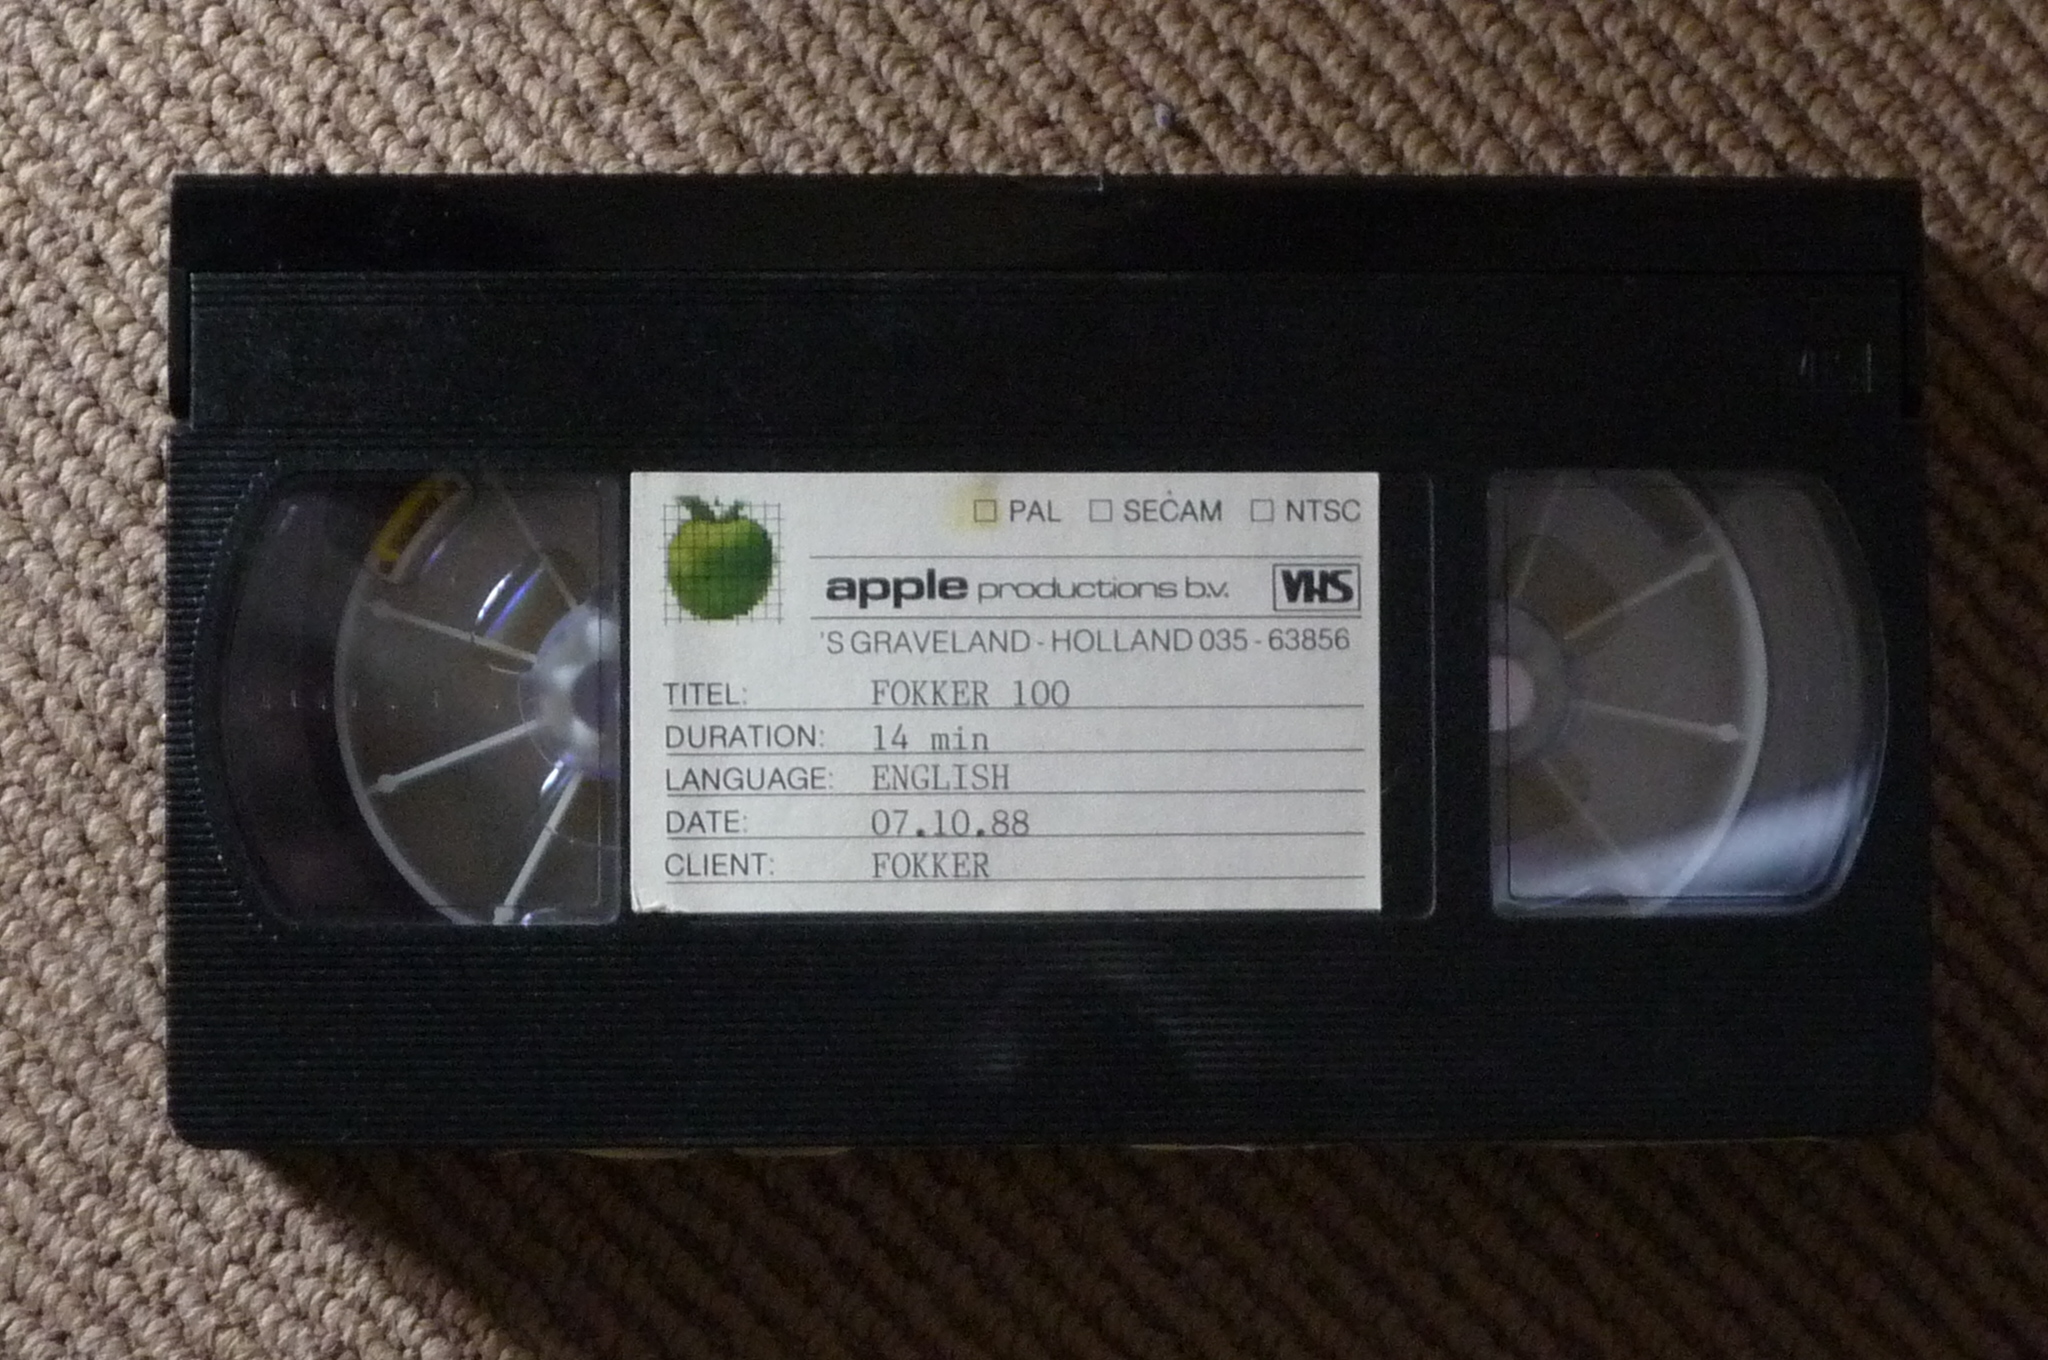 ☐ PAL ☐ SECAM ☐ NTSC
apple productions b.v. VHS
'S GRAVELAND - HOLLAND 035 - 63856
TITEL: FOKKER 100
DURATION: 14 min
LANGUAGE: ENGLISH
DATE: 07.10.88
CLIENT: FOKKER